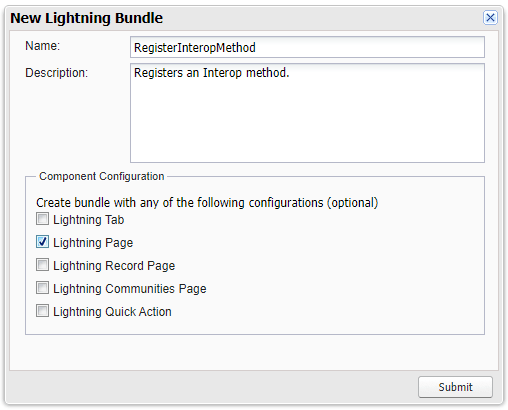 New Lightning Bundle
Name:
RegisterInteropMethod
Description:
Registers an Interop method.
Component Configuration
Create bundle with any of the following configurations (optional)
Lightning Tab
Lightning Page
Lightning Record Page
Lightning Communities Page
Lightning Quick Action
Submit